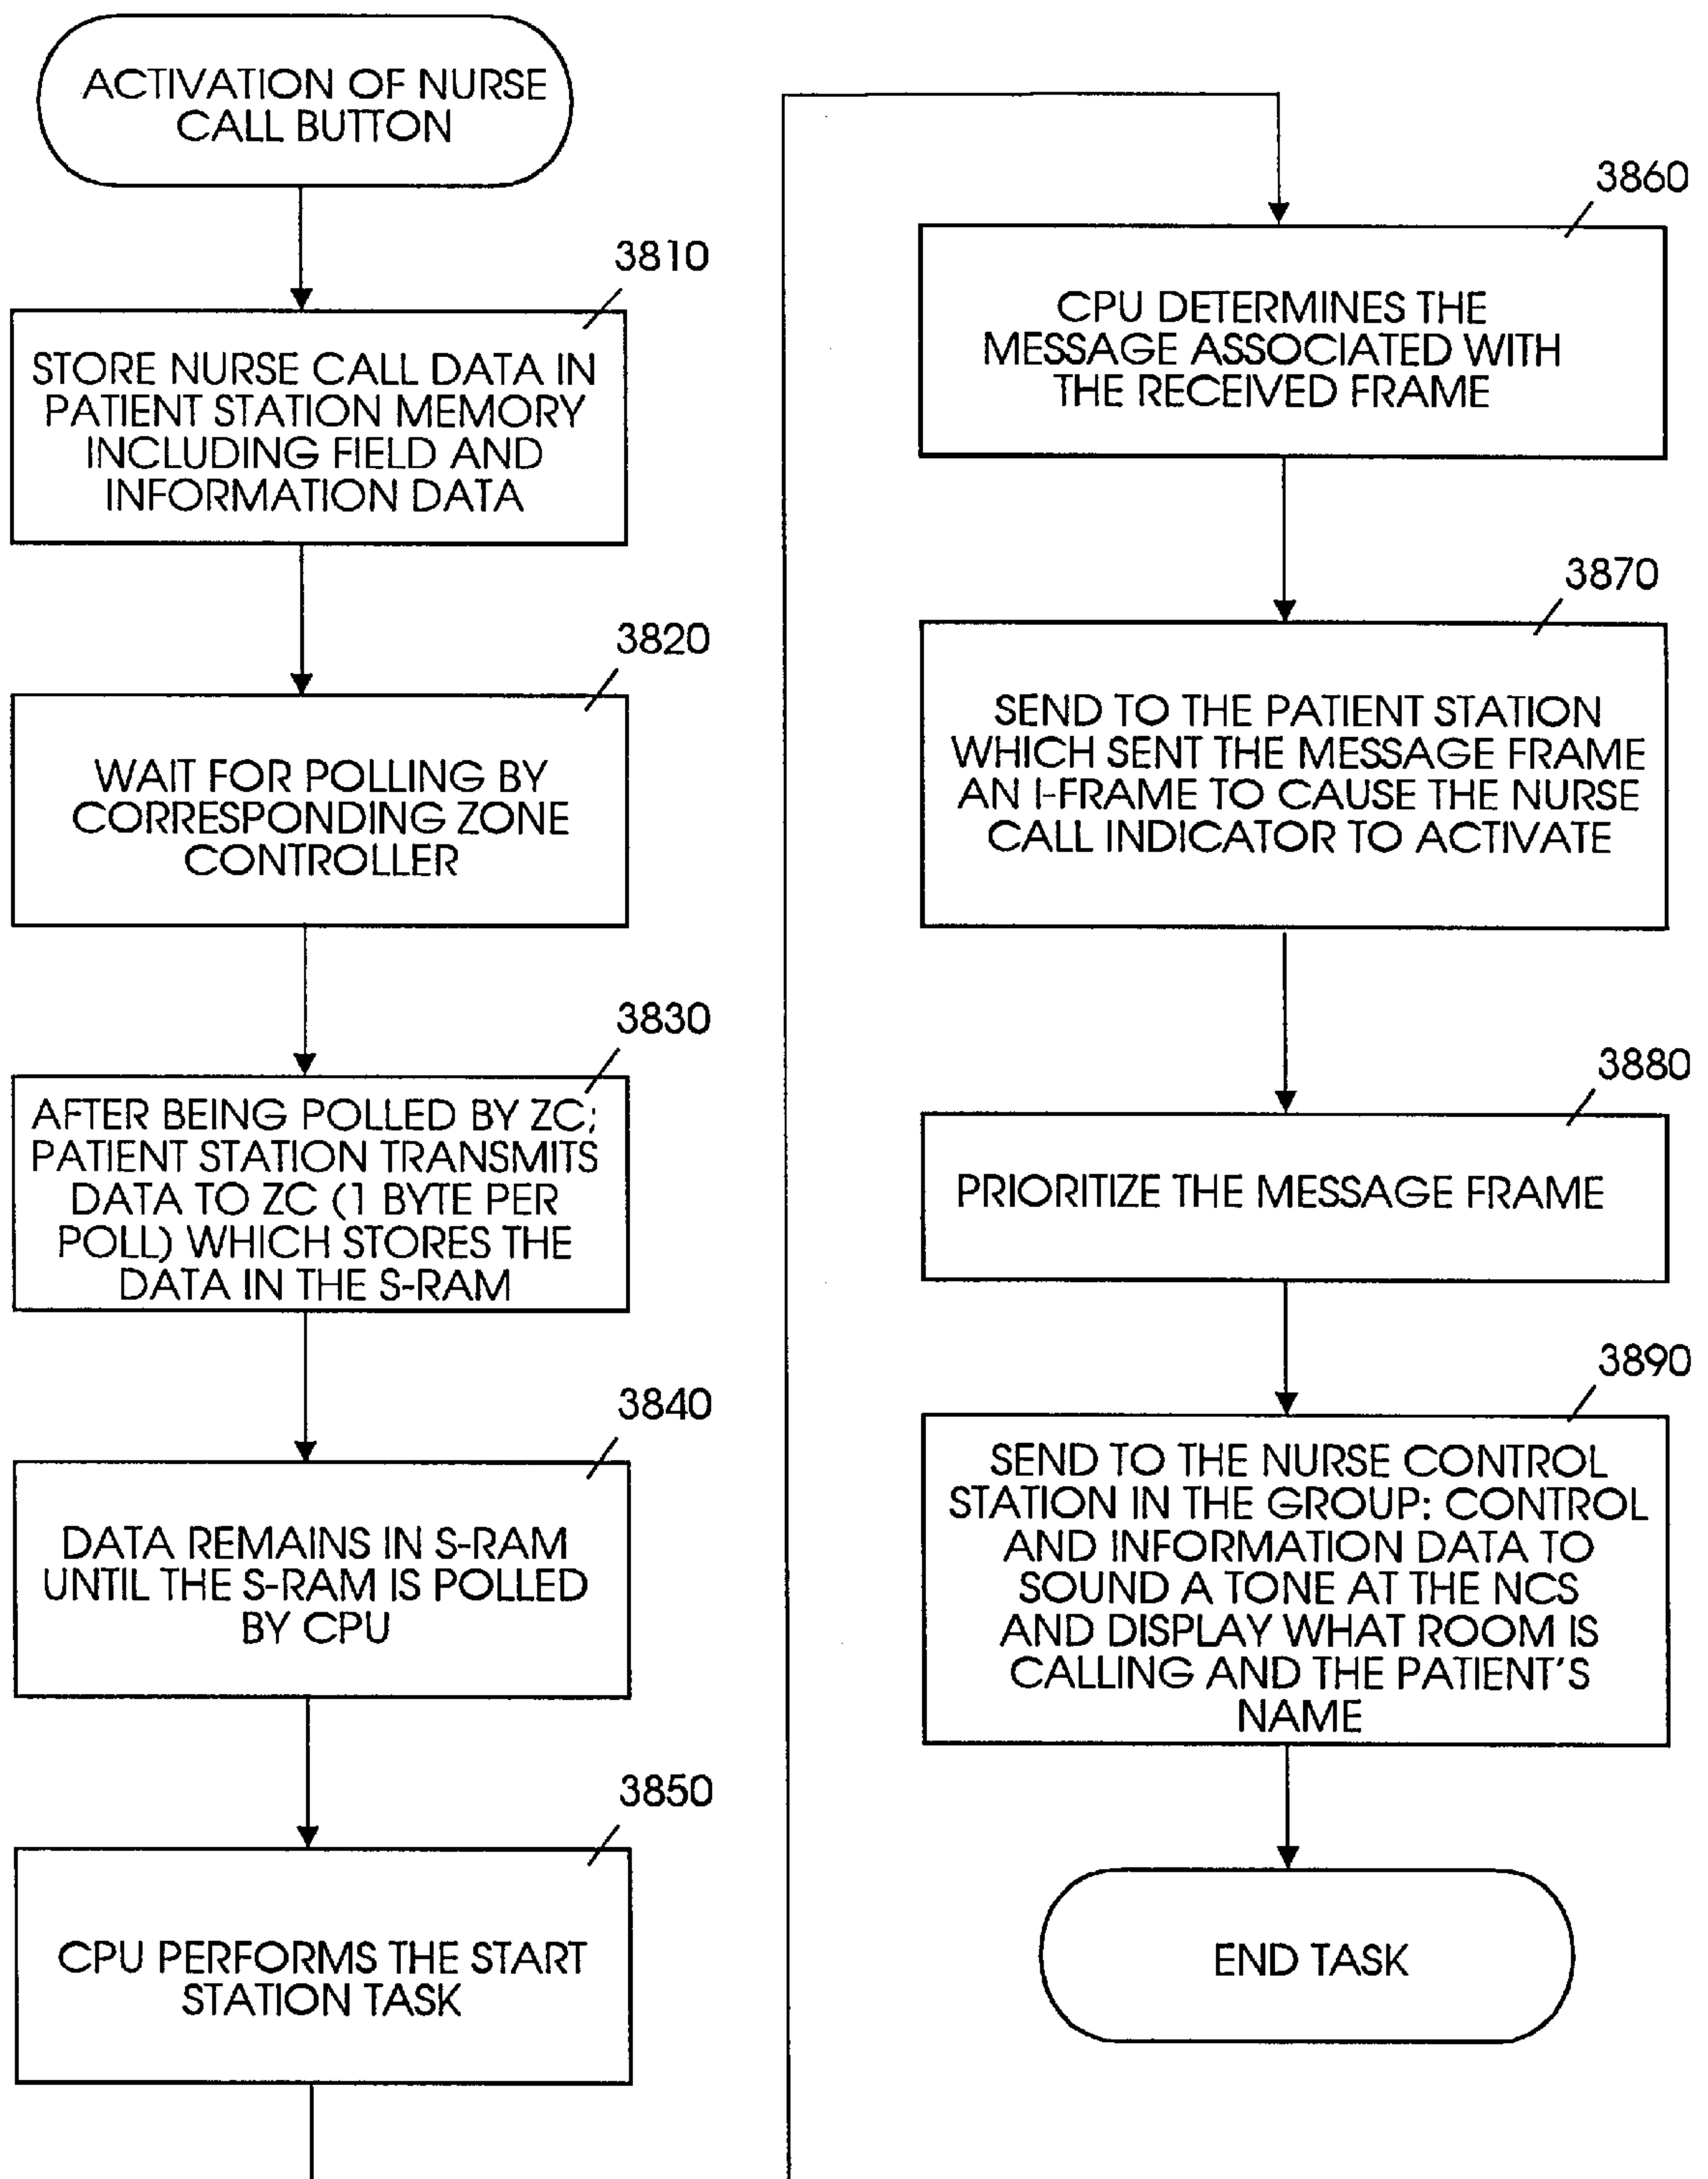 ACTIVATION OF NURSE
CALL BUTTON
3810
STORE NURSE CALL DATA IN
PATIENT STATION MEMORY
INCLUDING FIELD AND
INFORMATION DATA
3820
WAIT FOR POLLING BY
CORRESPONDING ZONE
CONTROLLER
3830
AFTER BEING POLLED BY ZC;
PATIENT STATION TRANSMITS
DATA TO ZC (1 BYTE PER
POLL) WHICH STORES THE
DATA IN THE S-RAM
3840
DATA REMAINS IN S-RAM
UNTIL THE S-RAM IS POLLED
BY CPU
3850
CPU PERFORMS THE START
STATION TASK
3860
CPU DETERMINES THE
MESSAGE ASSOCIATED WITH
THE RECEIVED FRAME
3870
SEND TO THE PATIENT STATION
WHICH SENT THE MESSAGE FRAME
AN I-FRAME TO CAUSE THE NURSE
CALL INDICATOR TO ACTIVATE
3880
PRIORITIZE THE MESSAGE FRAME
3890
SEND TO THE NURSE CONTROL
STATION IN THE GROUP: CONTROL
AND INFORMATION DATA TO
SOUND A TONE AT THE NCS
AND DISPLAY WHAT ROOM IS
CALLING AND THE PATIENT'S
NAME
END TASK